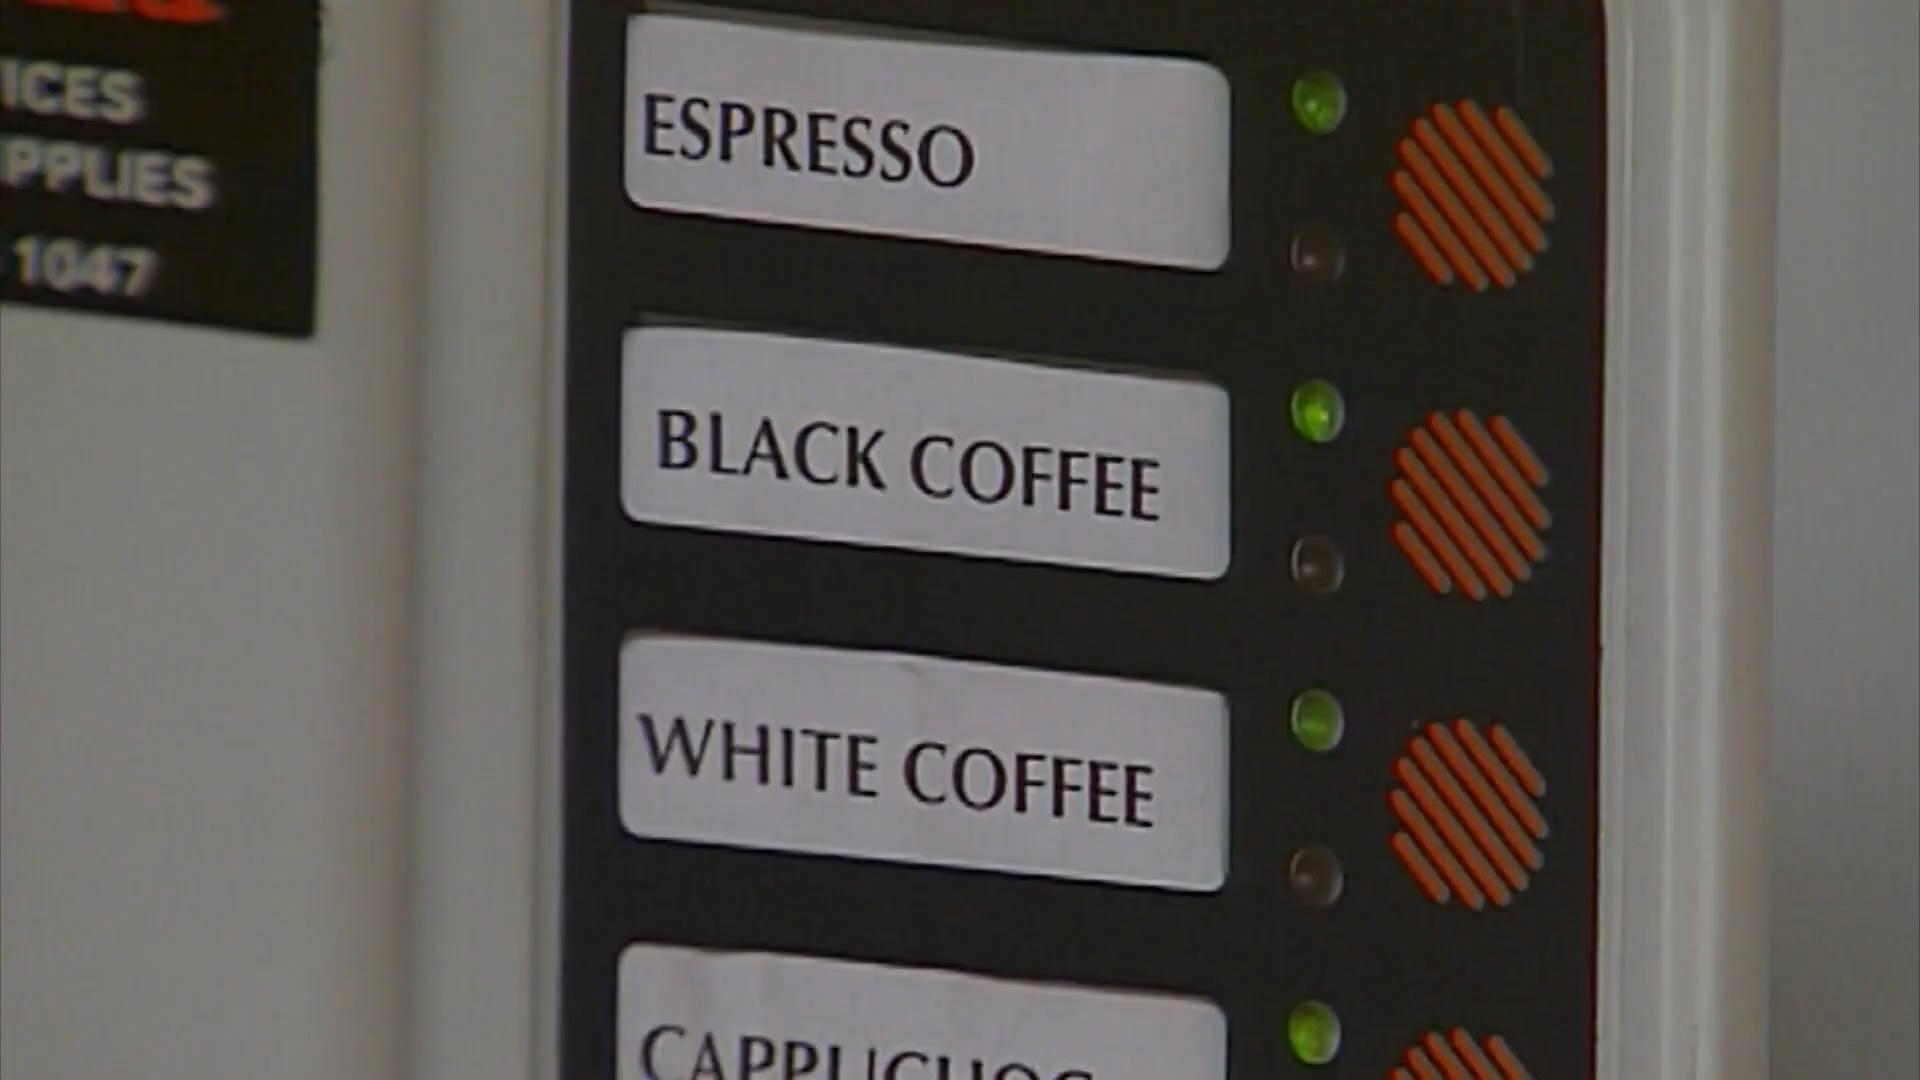 ICES
PPLIES
1047
ESPRESSO
BLACK COFFEE
WHITE COFFEE